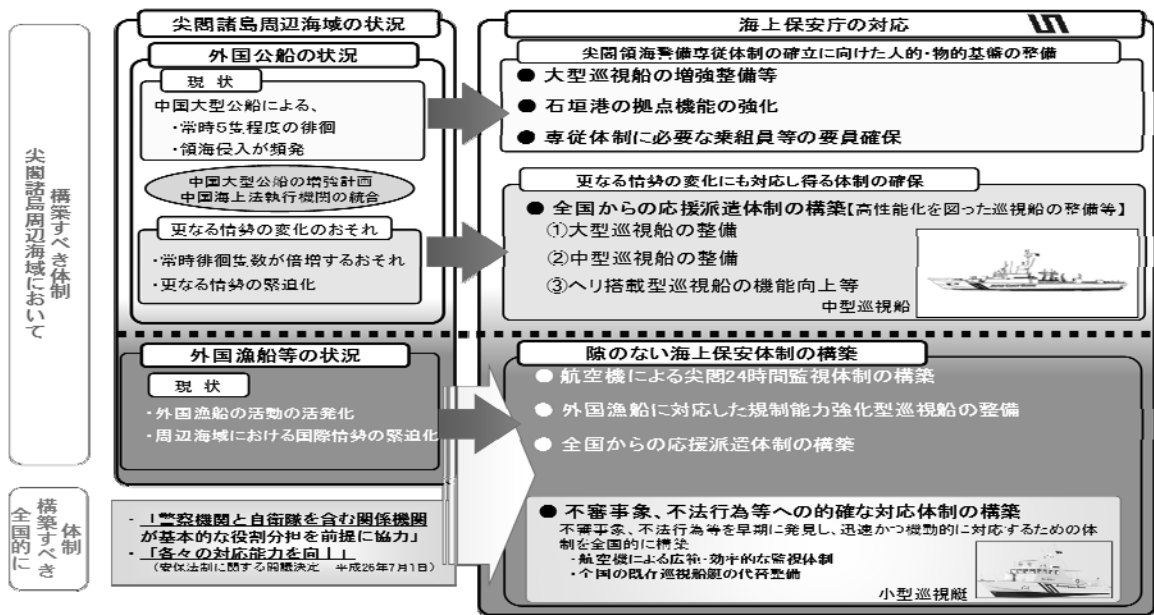 尖閣諸島周辺海域において
構築すべき体制
全国的に
構築すべき
体制
尖閣諸島周辺海域の状況
外国公船の状況
現 状
中国大型公船による、
・常時5隻程度の徘徊
・領海侵入が頻発
中国大型公船の増強計画
中国海上法執行機関の統合
更なる情勢の変化のおそれ
・常時徘徊隻数が倍増するおそれ
・更なる情勢の緊迫化
外国漁船等の状況
現 状
・外国漁船の活動の活発化
・周辺海域における国際情勢の緊迫化
・「警察機関と自衛隊を含む関係機関
が基本的な役割分担を前提に協力」
・「各々の対応能力を向上」
(安保法制に関する閣議決定 平成26年7月1日)
海上保安庁の対応
尖閣領海警備専従体制の確立に向けた人的・物的基盤の整備
● 大型巡視船の増強整備等
● 石垣港の拠点機能の強化
● 専従体制に必要な乗組員等の要員確保
更なる情勢の変化にも対応し得る体制の確保
● 全国からの応援派遣体制の構築【高性能化を図った巡視船の整備等】
①大型巡視船の整備
②中型巡視船の整備
③ヘリ搭載型巡視船の機能向上等
中型巡視船
隙のない海上保安体制の構築
● 航空機による尖閣24時間監視体制の構築
● 外国漁船に対応した規制能力強化型巡視船の整備
● 全国からの応援派遣体制の構築
● 不審事象、不法行為等への的確な対応体制の構築
不審事象、不法行為等を早期に発見し、迅速かつ機動的に対応するための体
制を全国的に構築
・航空機による広範・効率的な監視体制
・全国の既存巡視船艇の代替整備
小型巡視艇